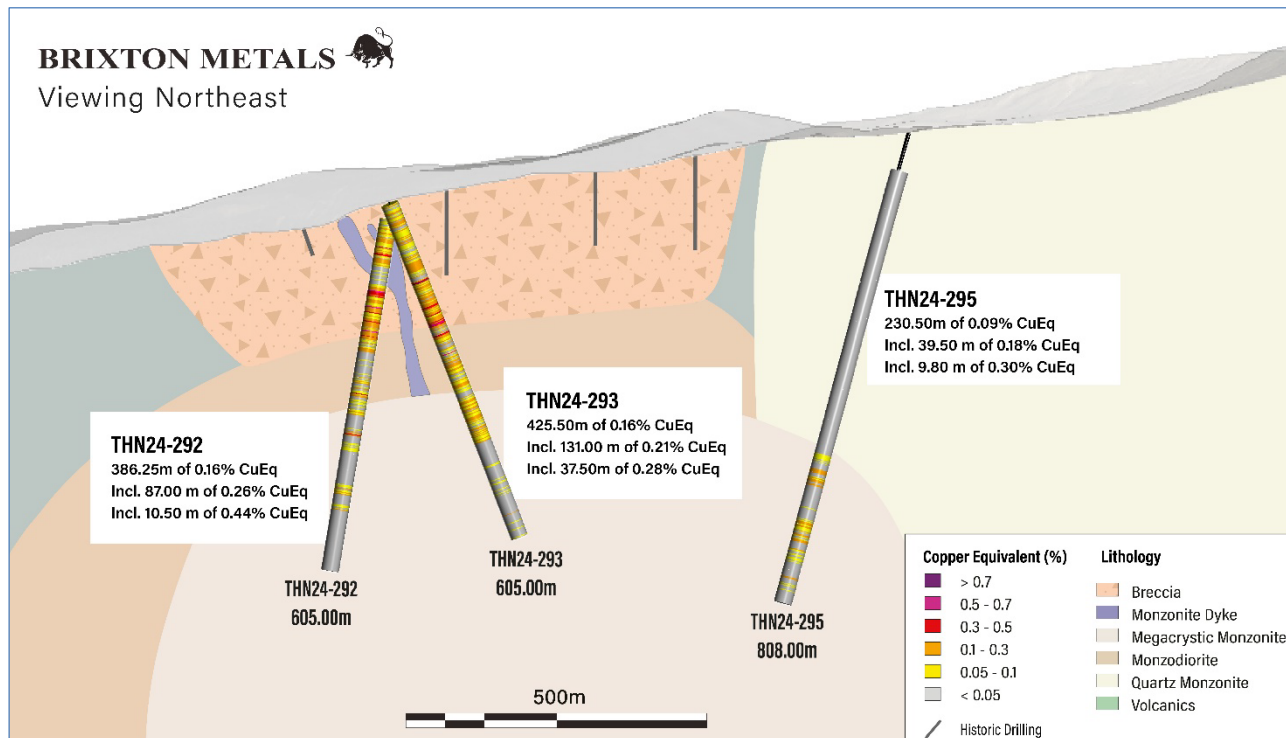 BRIXTON METALS
Viewing Northeast
THN24-295
230.50m of 0.09% CuEq
Incl. 39.50 m of 0.18% CuEq
Incl. 9.80 m of 0.30% CuEq
THN24-293
425.50m of 0.16% CuEq
Incl. 131.00 m of 0.21% CuEq
Incl. 37.50m of 0.28% CuEq
THN24-292
386.25m of 0.16% CuEq
Incl. 87.00 m of 0.26% CuEq
Incl. 10.50 m of 0.44% CuEq
THN24-292
605.00m
THN24-293
605.00m
THN24-295
808.00m
500m
Copper Equivalent (%)
> 0.7
0.5 - 0.7
0.3 - 0.5
0.1 - 0.3
0.05 - 0.1
< 0.05
Historic Drilling
Lithology
Breccia
Monzonite Dyke
Megacrystic Monzonite
Monzodiorite
Quartz Monzonite
Volcanics